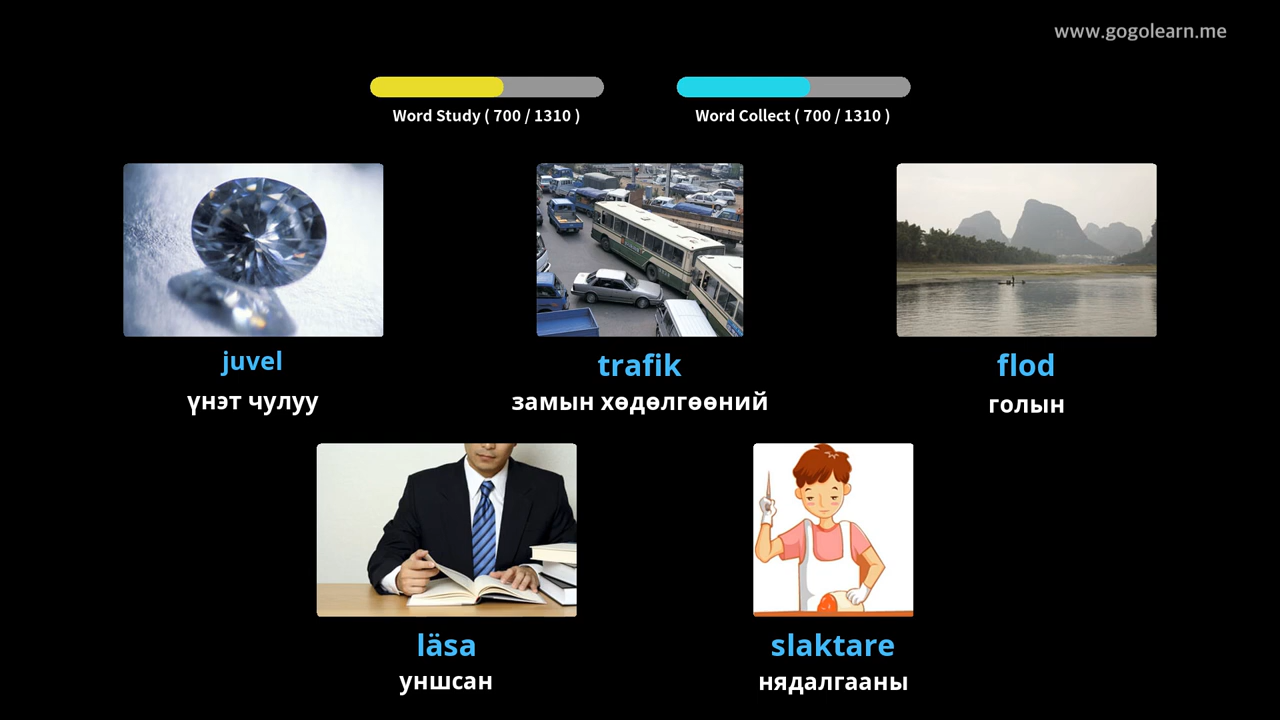 www.gogolearn.me
Word Study ( 700 / 1310 )
Word Collect ( 700 / 1310 )
juvel
үнэт чулуу
trafik
замын хөдөлгөөний
flod
голын
läsa
уншсан
slaktare
нядалгааны